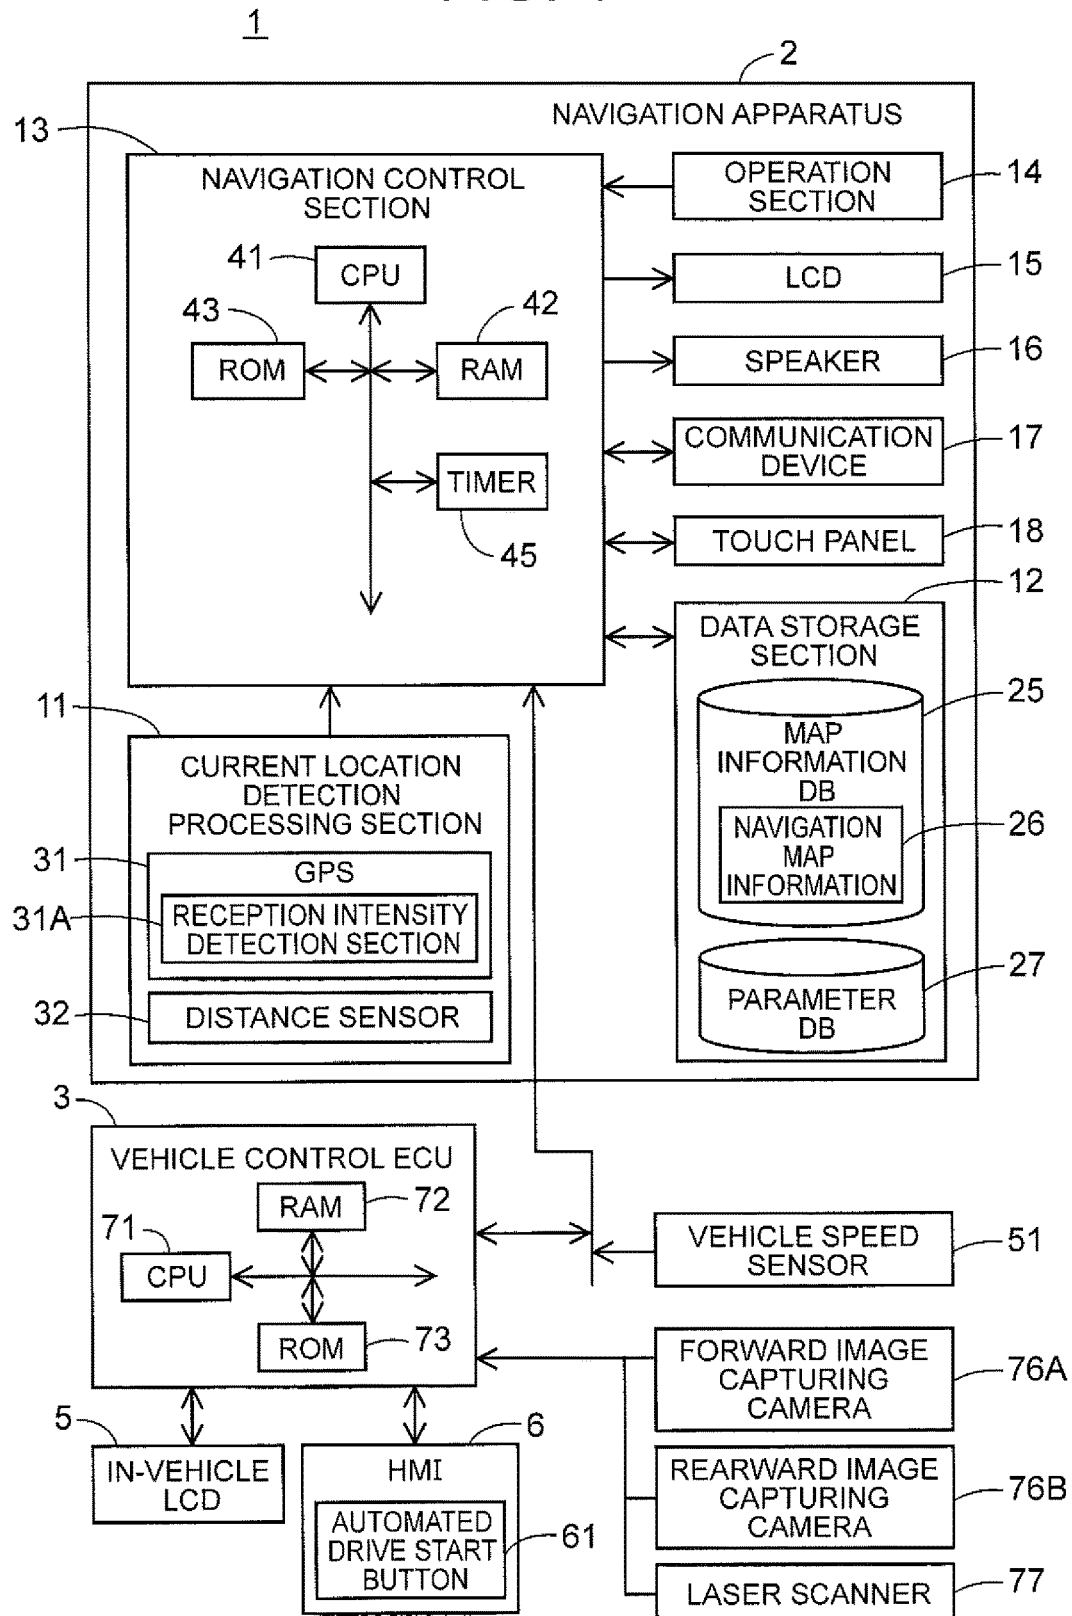 1
2
NAVIGATION APPARATUS
13
NAVIGATION CONTROL
SECTION
41
CPU
43
ROM
42
RAM
TIMER
45
OPERATION
SECTION
14
LCD
15
SPEAKER
16
COMMUNICATION
DEVICE
17
TOUCH PANEL
18
12
DATA STORAGE
SECTION
25
MAP
INFORMATION
DB
NAVIGATION
MAP
INFORMATION
26
PARAMETER
DB
27
11
CURRENT LOCATION
DETECTION
PROCESSING SECTION
31
GPS
31A
RECEPTION INTENSITY
DETECTION SECTION
32
DISTANCE SENSOR
3
VEHICLE CONTROL ECU
RAM
72
71
CPU
ROM
73
VEHICLE SPEED
SENSOR
51
FORWARD IMAGE
CAPTURING
CAMERA
76A
REARWARD IMAGE
CAPTURING
CAMERA
76B
LASER SCANNER
77
5
IN-VEHICLE
LCD
6
HMI
AUTOMATED
DRIVE START
BUTTON
61